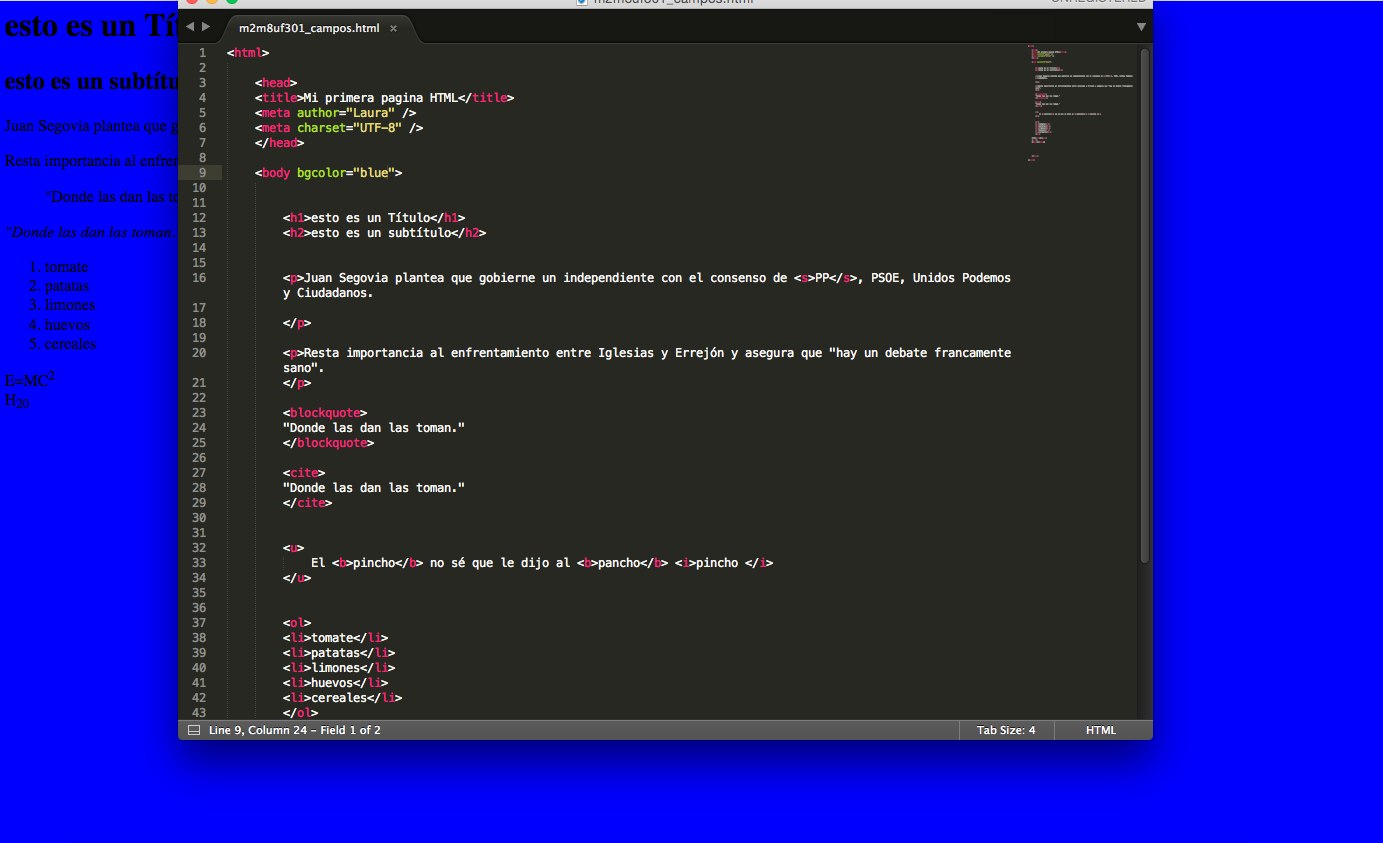 esto es un Tí
esto es un subtítu
Juan Segovia plantea que g
Resta importancia al enfren
"Donde las dan las to
"Donde las dan las toman.
1. tomate
2. patatas
3. limones
4. huevos
5. cereales
E=MC2
H20
m2m8uf301_campos.html
UNREGISTERED
m2m8uf301_campos.html ×
1 <html>
2
3 <head>
4 <title>Mi primera pagina HTML</title>
5 <meta author="Laura" />
6 <meta charset="UTF-8" />
7 </head>
8
9 <body bgcolor="blue">
10
11
12 <h1>esto es un Título</h1>
13 <h2>esto es un subtítulo</h2>
14
15
16 <p>Juan Segovia plantea que gobierne un independiente con el consenso de <s>PP</s>, PSOE, Unidos Podemos
y Ciudadanos.
17
18 </p>
19
20 <p>Resta importancia al enfrentamiento entre Iglesias y Errejón y asegura que "hay un debate francamente
sano".
21 </p>
22
23 <blockquote>
24 "Donde las dan las toman."
25 </blockquote>
26
27 <cite>
28 "Donde las dan las toman."
29 </cite>
30
31
32 <u>
33 El <b>pincho</b> no sé que le dijo al <b>pancho</b> <i>pincho </i>
34 </u>
35
36
37 <ol>
38 <li>tomate</li>
39 <li>patatas</li>
40 <li>limones</li>
41 <li>huevos</li>
42 <li>cereales</li>
43 </ol>
Line 9, Column 24 – Field 1 of 2
Tab Size: 4
HTML